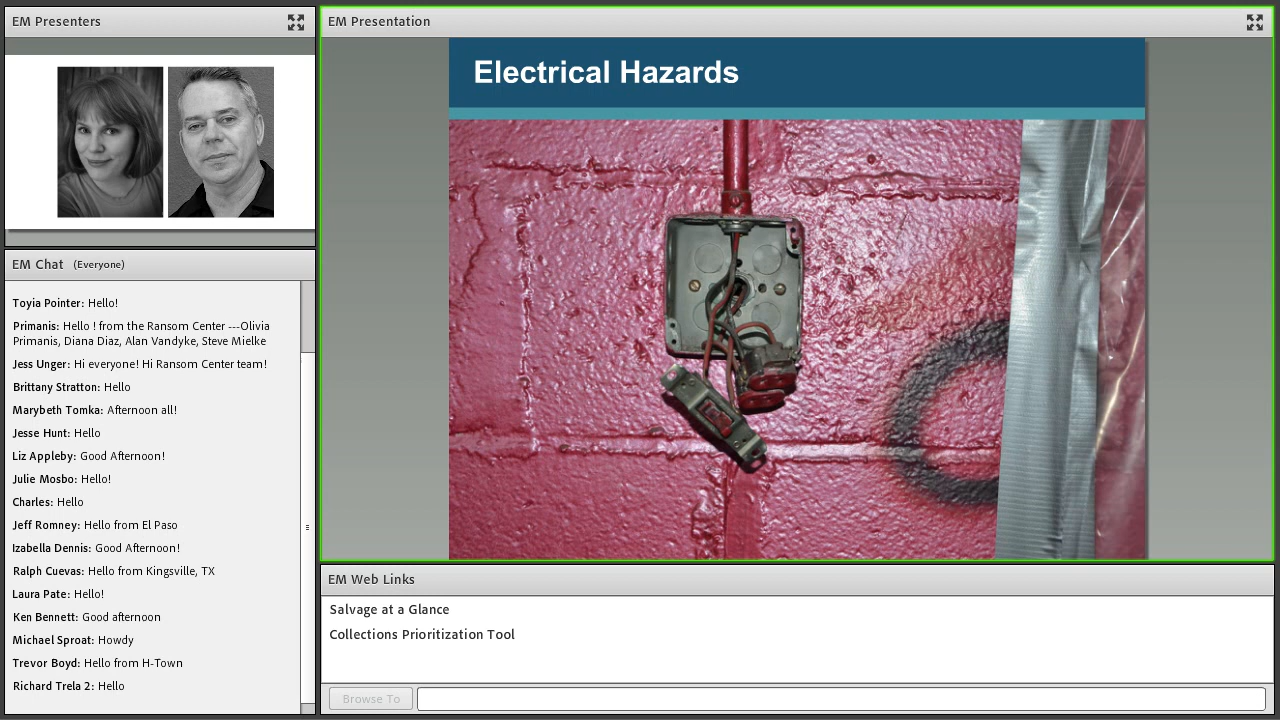 EM Presenters
EM Chat (Everyone)
Toyia Pointer: Hello!
Primanis: Hello ! from the Ransom Center ---Olivia
Primanis, Diana Diaz, Alan Vandyke, Steve Mielke
Jess Unger: Hi everyone! Hi Ransom Center team!
Brittany Stratton: Hello
Marybeth Tomka: Afternoon all!
Jesse Hunt: Hello
Liz Appleby: Good Afternoon!
Julie Mosbo: Hello!
Charles: Hello
Jeff Romney: Hello from El Paso
Izabella Dennis: Good Afternoon!
Ralph Cuevas: Hello from Kingsville, TX
Laura Pate: Hello!
Ken Bennett: Good afternoon
Michael Sproat: Howdy
Trevor Boyd: Hello from H-Town
Richard Trela 2: Hello
EM Presentation
Electrical Hazards
EM Web Links
Salvage at a Glance
Collections Prioritization Tool
Browse To